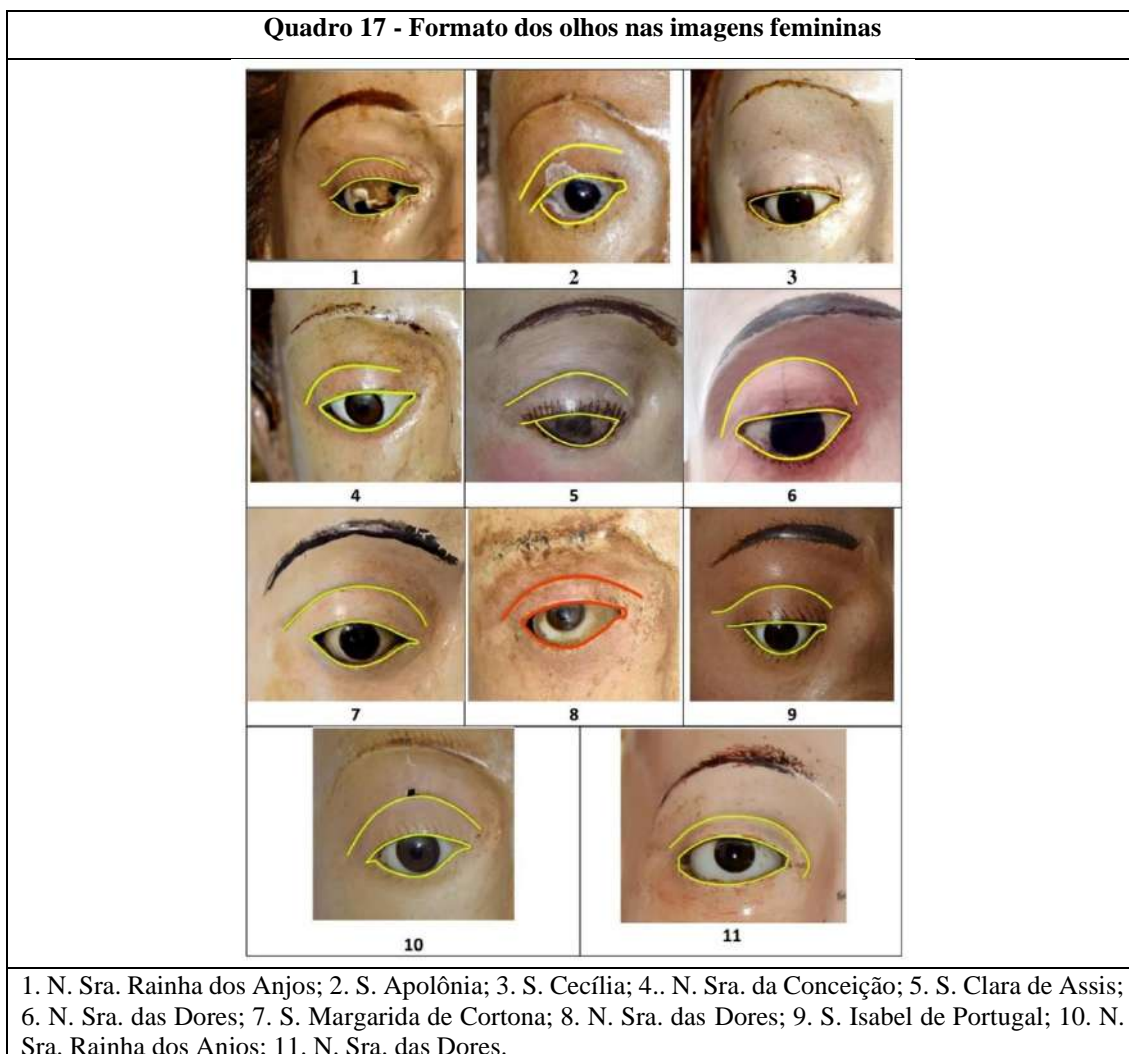 Quadro 17 - Formato dos olhos nas imagens femininas
1 2 3
4 5 6
7 8 9
10 11
1. N. Sra. Rainha dos Anjos; 2. S. Apolônia; 3. S. Cecília; 4.. N. Sra. da Conceição; 5. S. Clara de Assis;
6. N. Sra. das Dores; 7. S. Margarida de Cortona; 8. N. Sra. das Dores; 9. S. Isabel de Portugal; 10. N.
Sra. Rainha dos Anjos; 11. N. Sra. das Dores.